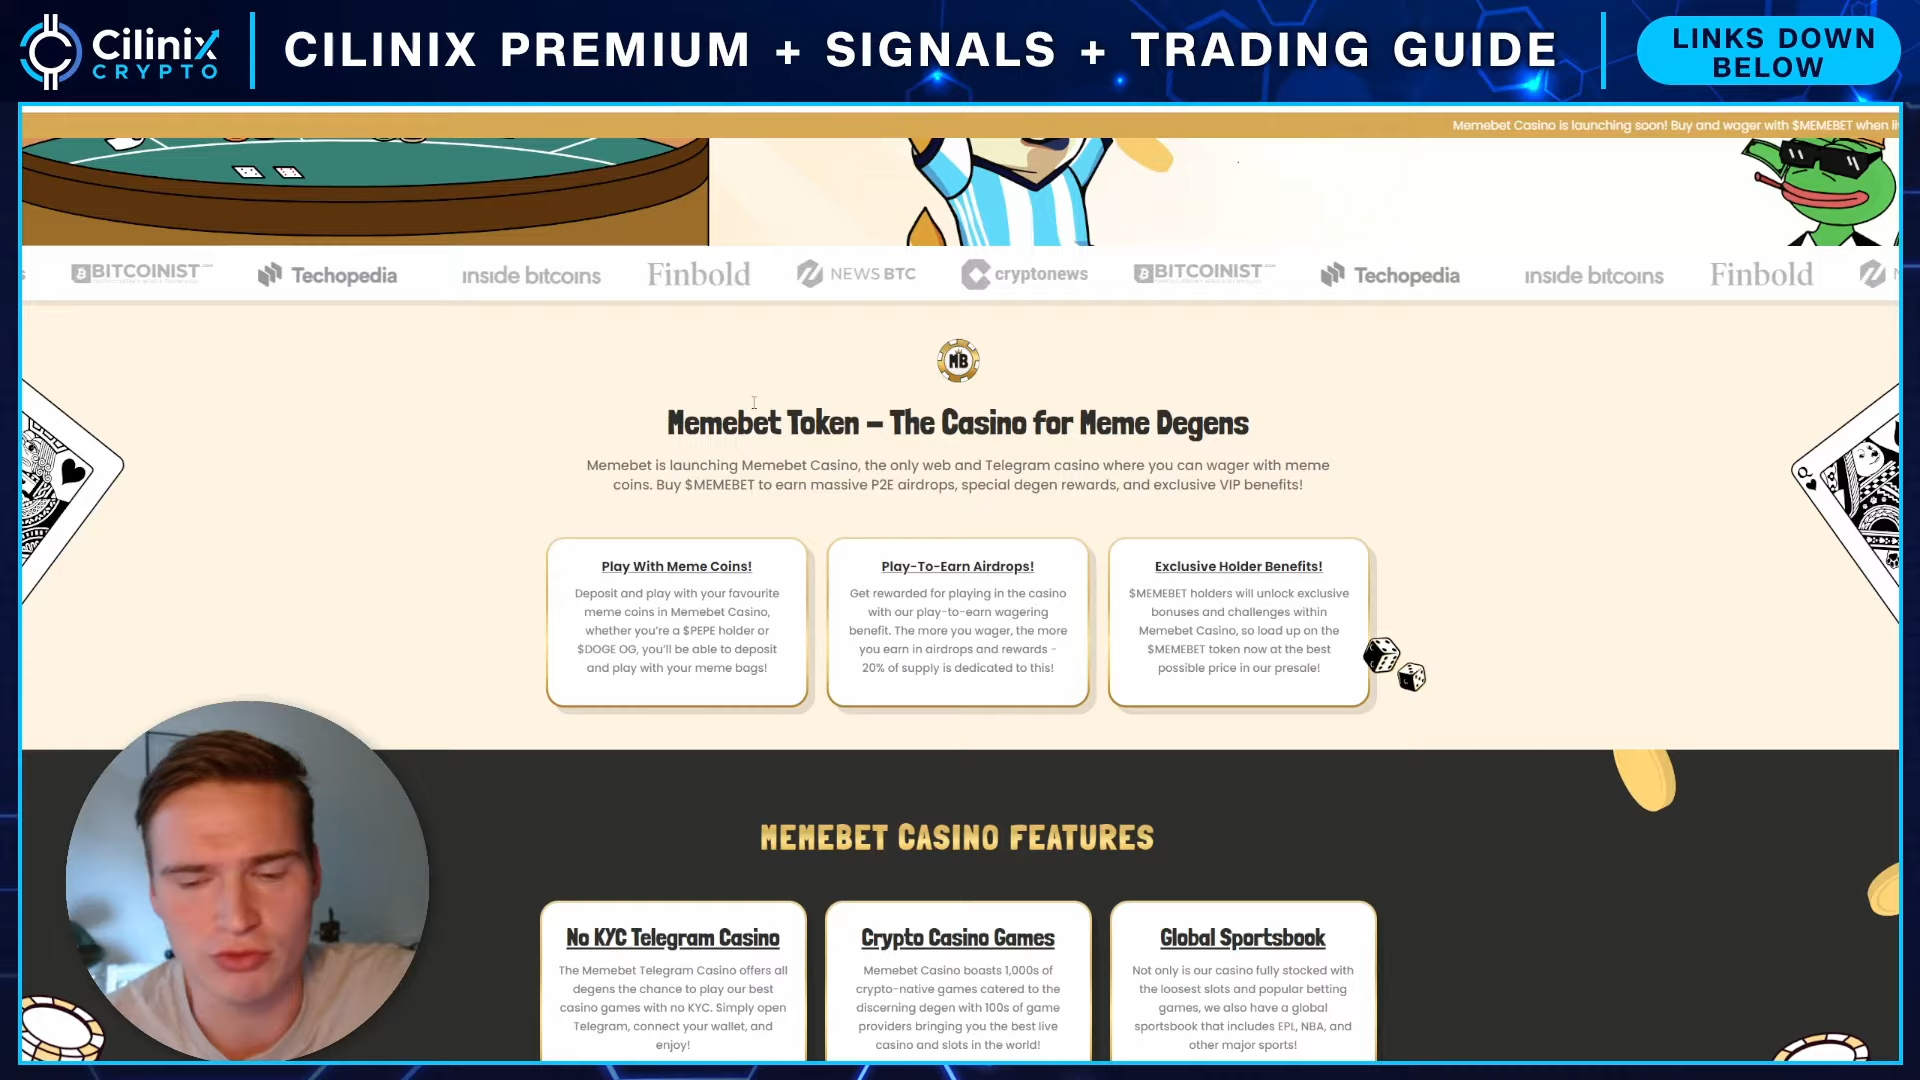 Cilinix
CRYPTO
CILINIX PREMIUM + SIGNALS + TRADING GUIDE
LINKS DOWN
BELOW
Memebet Casino is launching soon! Buy and wager with $MEMEBET when
BITCOINIST
Techopedia
inside bitcoins
Finbold
NEWS BTC
cryptonews
BITCOINIST
Techopedia
inside bitcoins
Finbold
MB
Memebet Token – The Casino for Meme Degens
Memebet is launching Memebet Casino, the only web and Telegram casino where you can wager with meme
coins. Buy $MEMEBET to earn massive P2E airdrops, special degen rewards, and exclusive VIP benefits!
Play With Meme Coins!
Deposit and play with your favourite
meme coins in Memebet Casino,
whether you're a $PEPE holder or
$DOGE OG, you'll be able to deposit
and play with your meme bags!
Play-To-Earn Airdrops!
Get rewarded for playing in the casino
with our play-to-earn wagering
benefit. The more you wager, the more
you earn in airdrops and rewards -
20% of supply is dedicated to this!
Exclusive Holder Benefits!
$MEMEBET holders will unlock exclusive
bonuses and challenges within
Memebet Casino, so load up on the
$MEMEBET token now at the best
possible price in our presale!
Q
MEMEBET CASINO FEATURES
No KYC Telegram Casino
The Memebet Telegram Casino offers all
degens the chance to play our best
casino games with no KYC. Simply open
Telegram, connect your wallet, and
enjoy!
Crypto Casino Games
Memebet Casino boasts 1,000s of
crypto-native games catered to the
discerning degen with 100s of game
providers bringing you the best live
casino and slots in the world!
Global Sportsbook
Not only is our casino fully stocked with
the loosest slots and popular betting
games, we also have a global
sportsbook that includes EPL, NBA, and
other major sports!